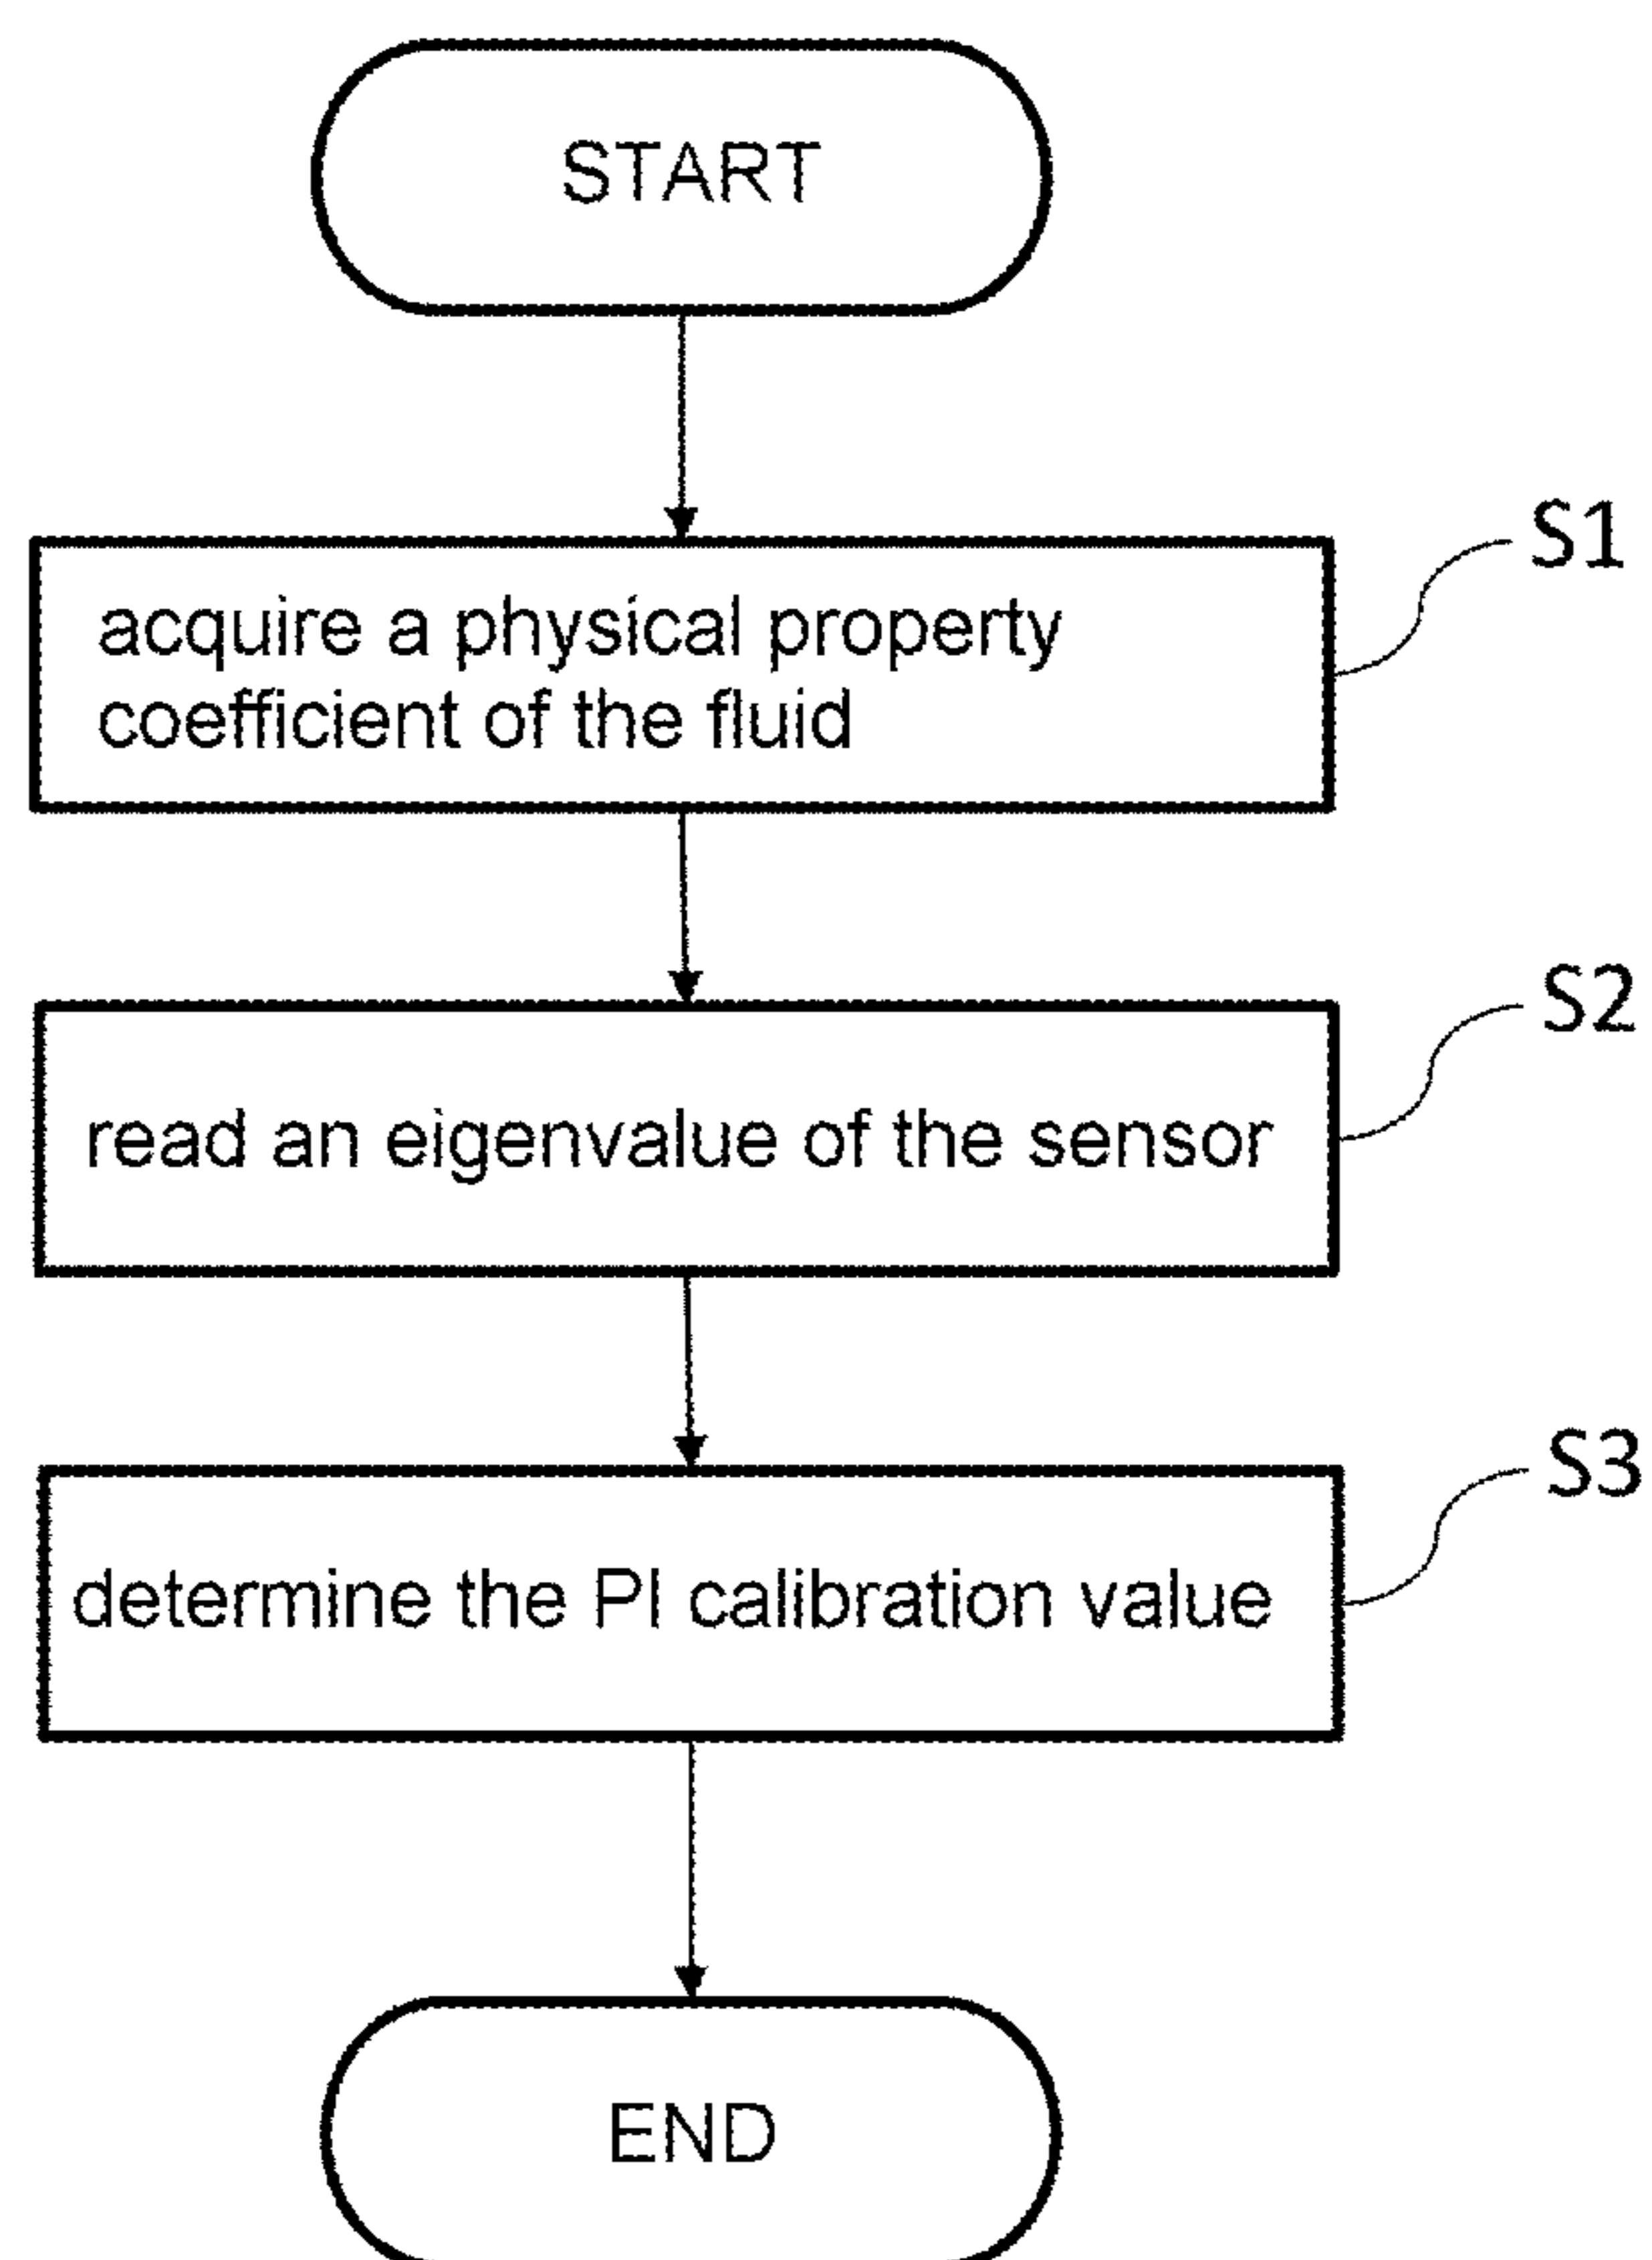 START
S1
acquire a physical property
coefficient of the fluid
S2
read an eigenvalue of the sensor
S3
determine the PI calibration value
END